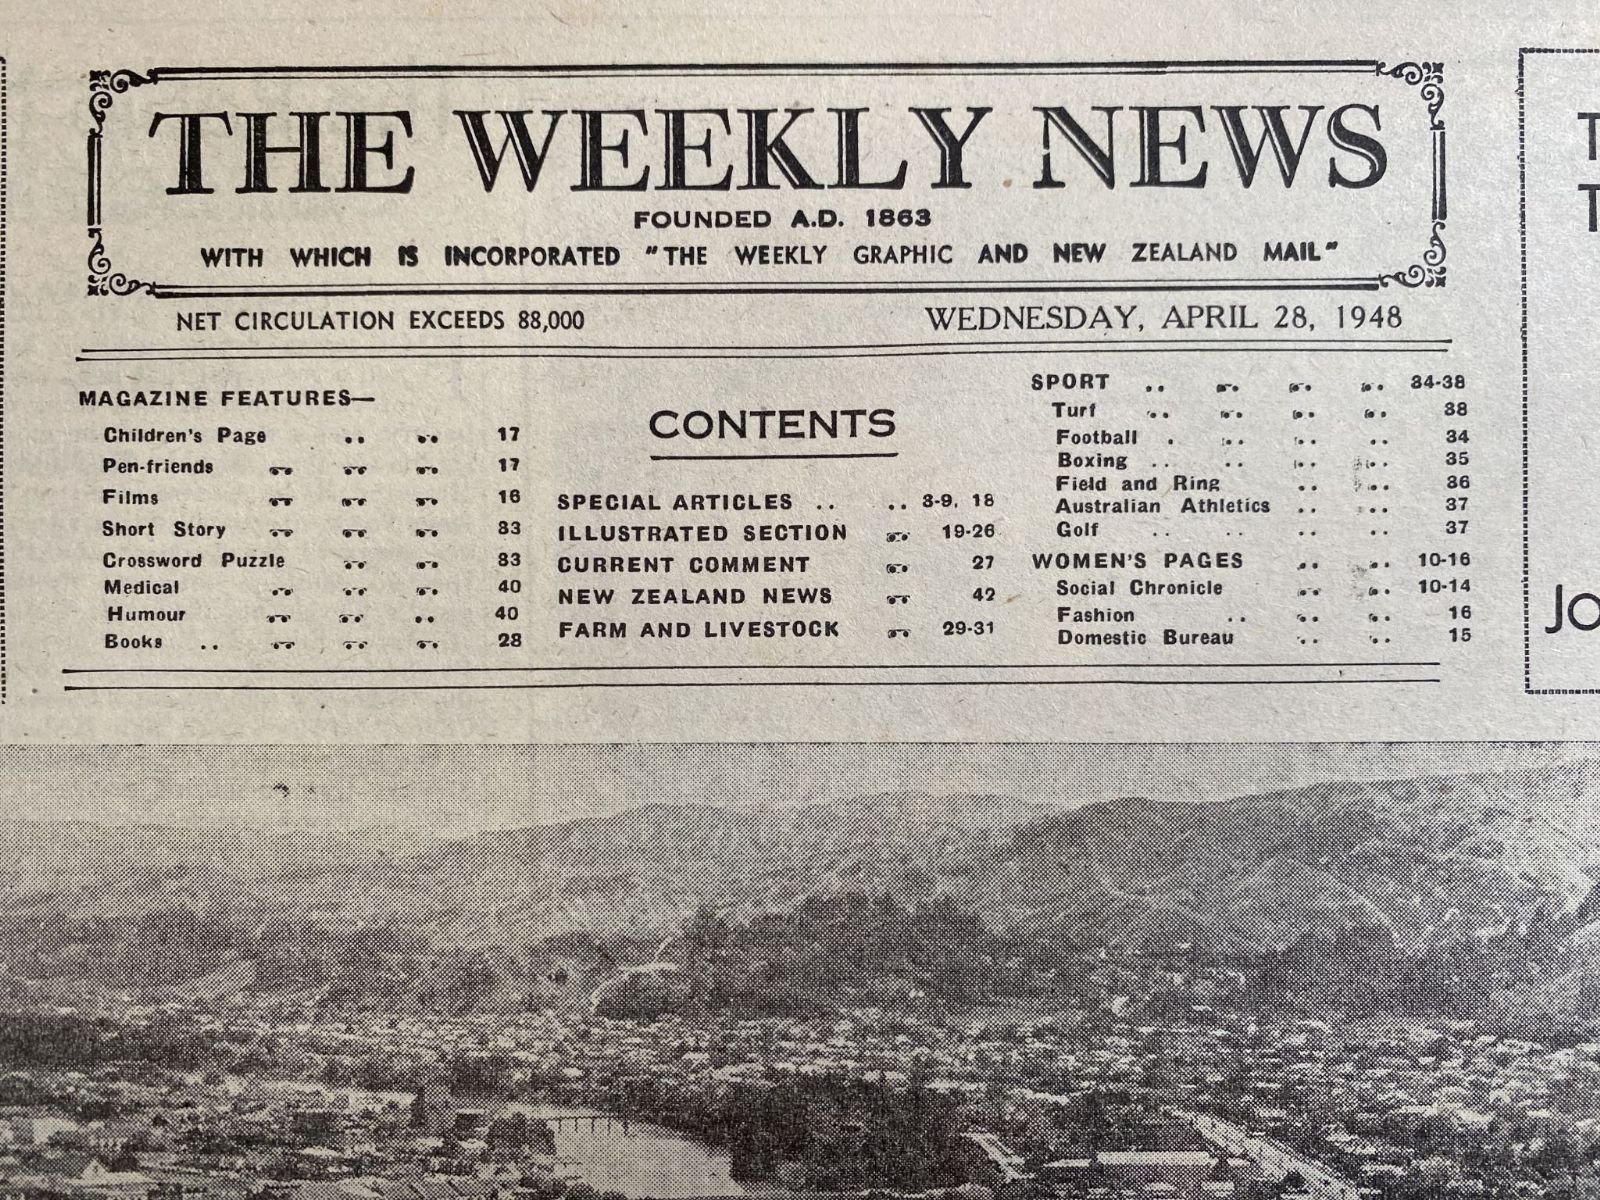 THE WEEKLY NEWS
FOUNDED A.D. 1863
WITH WHICH IS INCORPORATED "THE WEEKLY GRAPHIC AND NEW ZEALAND MAIL"
NET CIRCULATION EXCEEDS 88,000
WEDNESDAY, APRIL 28, 1948
MAGAZINE FEATURES—
Children's Page .. .. 17
Pen-friends .. .. .. 17
Films .. .. .. 16
Short Story .. .. .. 33
Crossword Puzzle .. .. 33
Medical .. .. .. 40
Humour .. .. .. 40
Books .. .. .. .. 28
CONTENTS
SPECIAL ARTICLES .. .. 3-9, 18
ILLUSTRATED SECTION .. 19-26
CURRENT COMMENT .. 27
NEW ZEALAND NEWS .. 42
FARM AND LIVESTOCK .. 29-31
SPORT .. .. .. .. 34-38
Turf .. .. .. .. 38
Football . .. .. .. 34
Boxing .. .. .. .. 35
Field and Ring .. .. 36
Australian Athletics .. .. 37
Golf .. .. .. .. 37
WOMEN'S PAGES .. .. 10-16
Social Chronicle .. .. 10-14
Fashion .. .. .. 16
Domestic Bureau .. .. 15